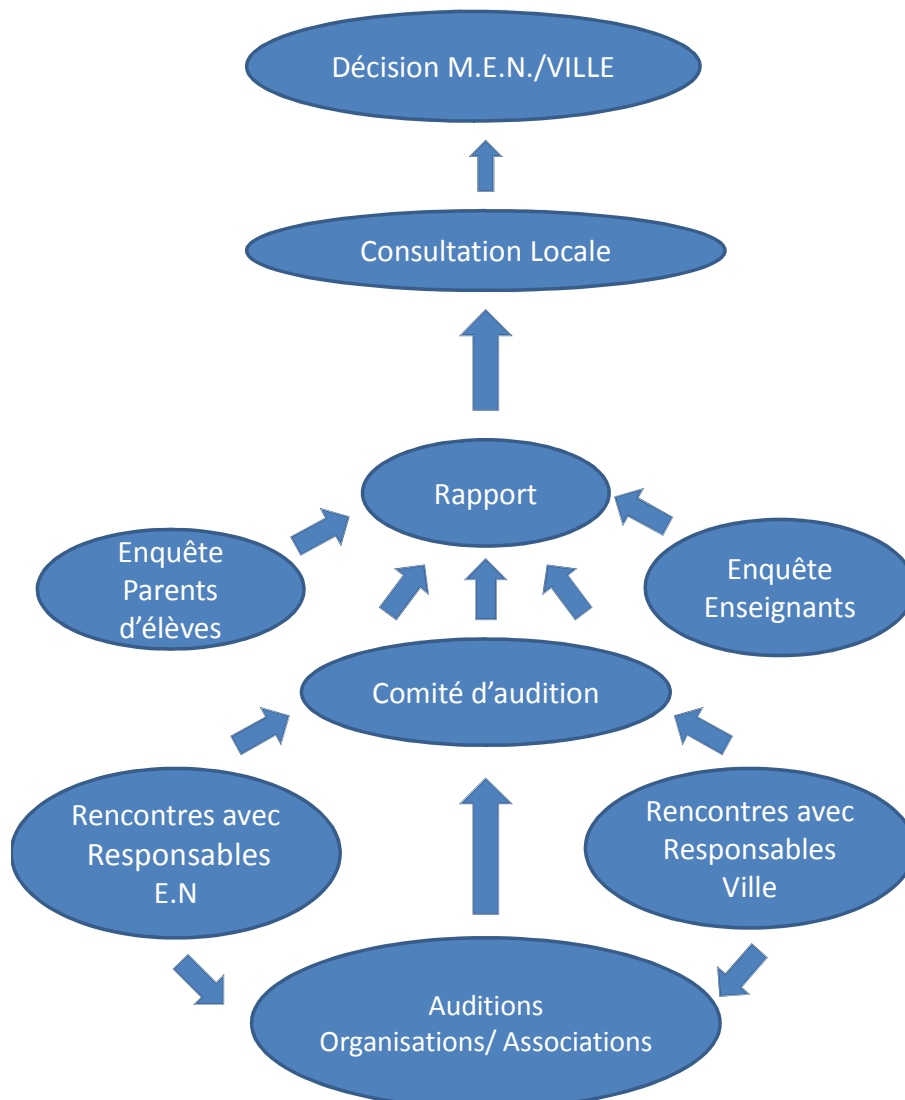 Décision M.E.N./VILLE
Consultation Locale
Rapport
Enquête
Parents
d’élèves
Enquête
Enseignants
Comité d’audition
Rencontres avec
Responsables
E.N
Rencontres avec
Responsables
Ville
Auditions
Organisations/ Associations